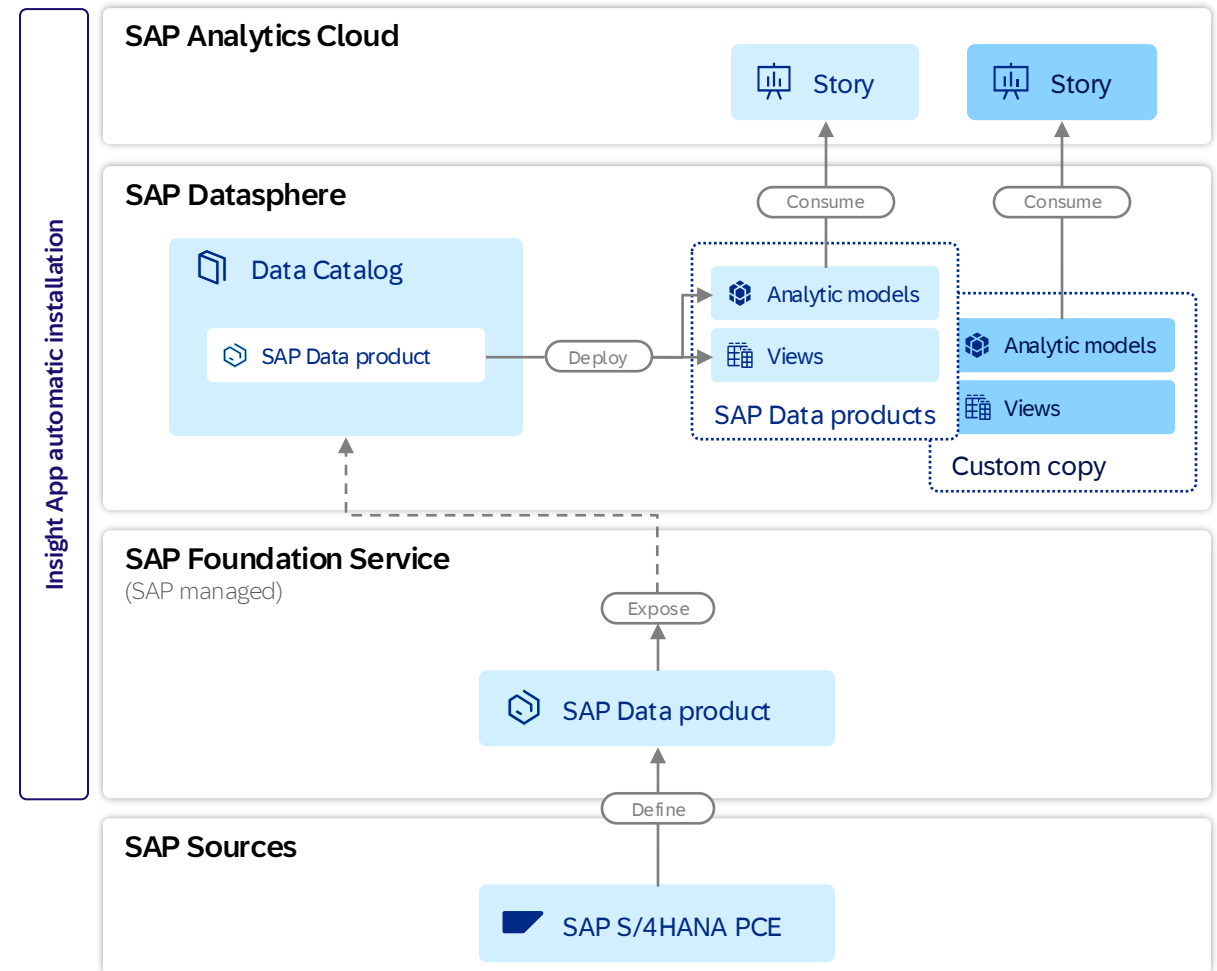 Insight App automatic installation
SAP Analytics Cloud
Story
Story
SAP Datasphere
Consume
Consume
Data Catalog
SAP Data product
Deploy
Analytic models
Views
SAP Data products
Analytic models
Views
Custom copy
SAP Foundation Service
(SAP managed)
Expose
SAP Data product
Define
SAP Sources
SAP S/4HANA PCE